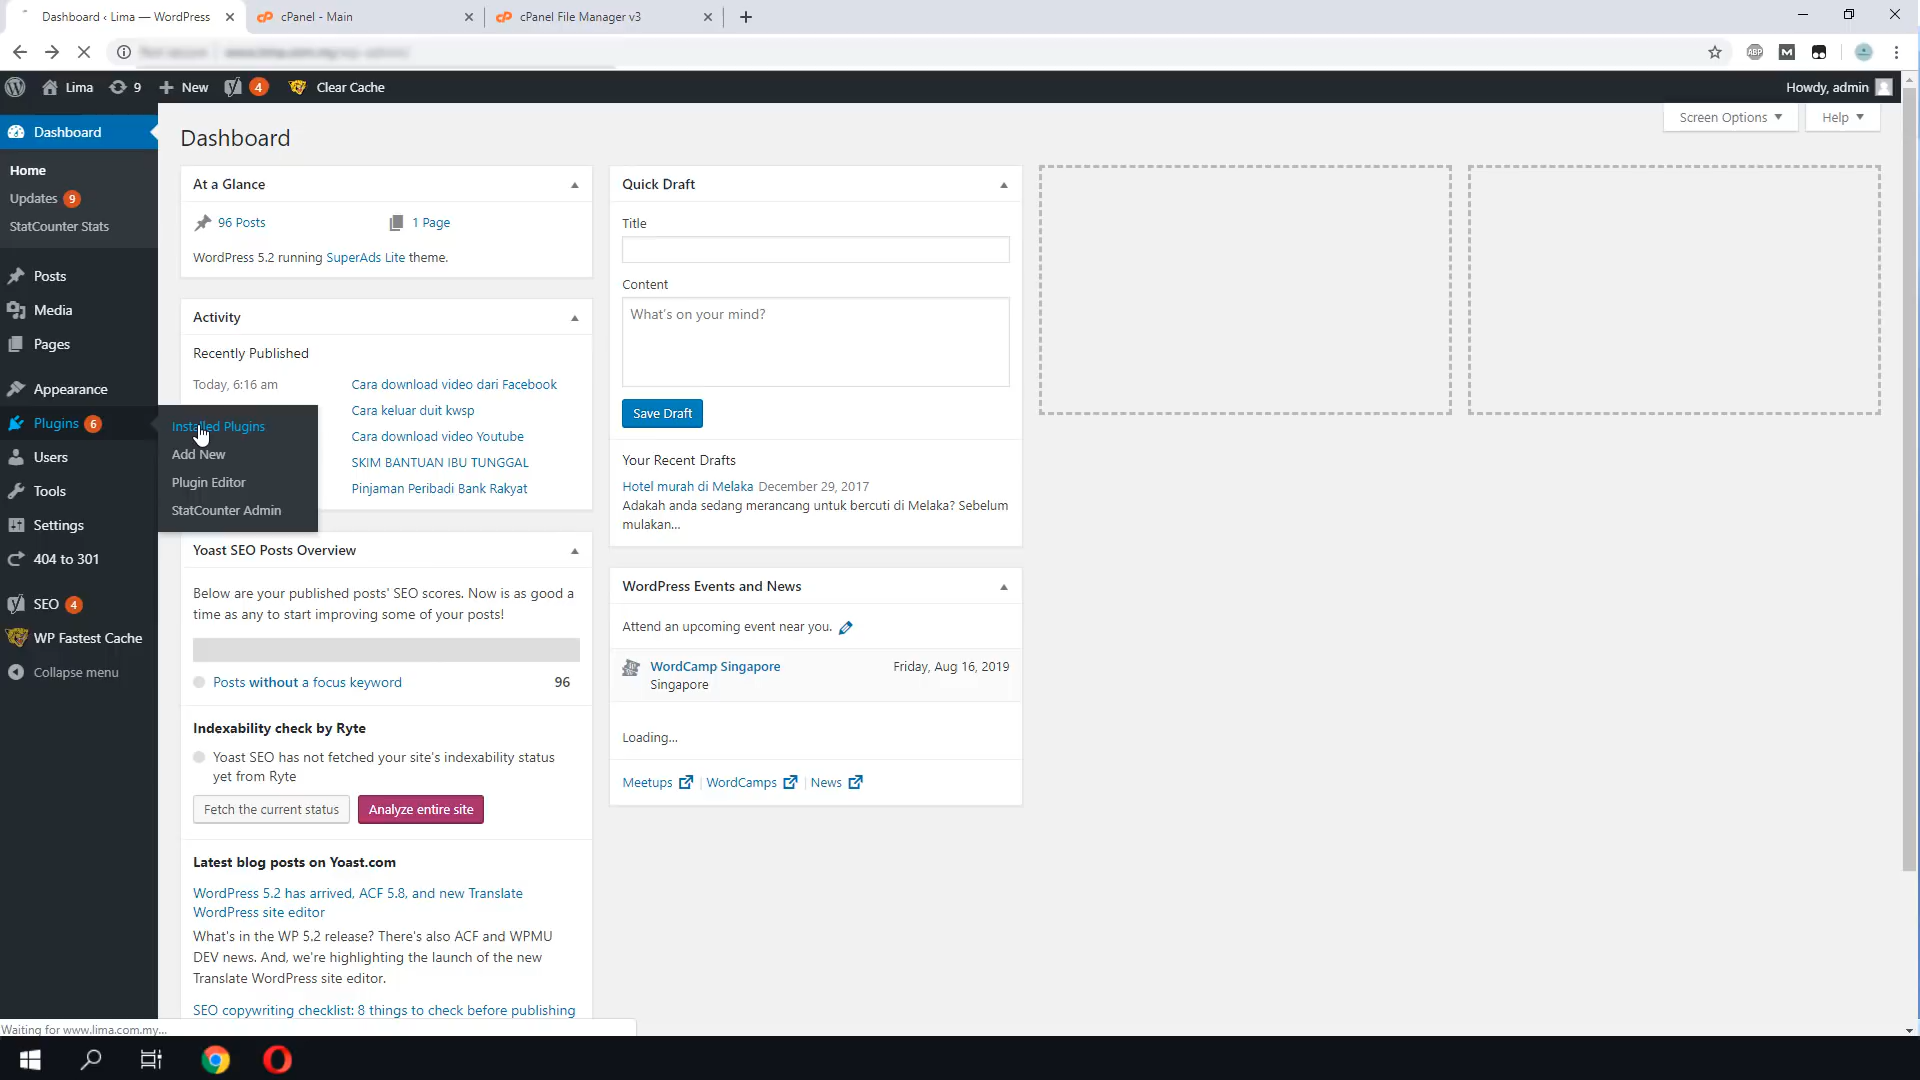 Dashboard ‹ Lima — WordPress
cPanel - Main
cPanel File Manager v3
ABP
M
Lima
9
New
4
Clear Cache
Howdy, admin
Dashboard
Home
Updates 9
StatCounter Stats
Posts
Media
Pages
Appearance
Plugins 6
Users
Tools
Settings
404 to 301
SEO 4
WP Fastest Cache
Collapse menu
Installed Plugins
Add New
Plugin Editor
StatCounter Admin
Dashboard
Screen Options
Help
At a Glance
96 Posts
1 Page
WordPress 5.2 running SuperAds Lite theme.
Activity
Recently Published
Today, 6:16 am
Cara download video dari Facebook
Cara keluar duit kwsp
Cara download video Youtube
SKIM BANTUAN IBU TUNGGAL
Pinjaman Peribadi Bank Rakyat
Yoast SEO Posts Overview
Below are your published posts' SEO scores. Now is as good a
time as any to start improving some of your posts!
Posts without a focus keyword
96
Indexability check by Ryte
Yoast SEO has not fetched your site's indexability status
yet from Ryte
Fetch the current status
Analyze entire site
Latest blog posts on Yoast.com
WordPress 5.2 has arrived, ACF 5.8, and new Translate
WordPress site editor
What's in the WP 5.2 release? There's also ACF and WPMU
DEV news. And, we're highlighting the launch of the new
Translate WordPress site editor.
SEO copywriting checklist: 8 things to check before publishing
Quick Draft
Title
Content
What's on your mind?
Save Draft
Your Recent Drafts
Hotel murah di Melaka December 29, 2017
Adakah anda sedang merancang untuk bercuti di Melaka? Sebelum
mulakan…
WordPress Events and News
Attend an upcoming event near you.
WordCamp Singapore
Friday, Aug 16, 2019
Singapore
Loading…
Meetups | WordCamps | News
Waiting for www.lima.com.my...